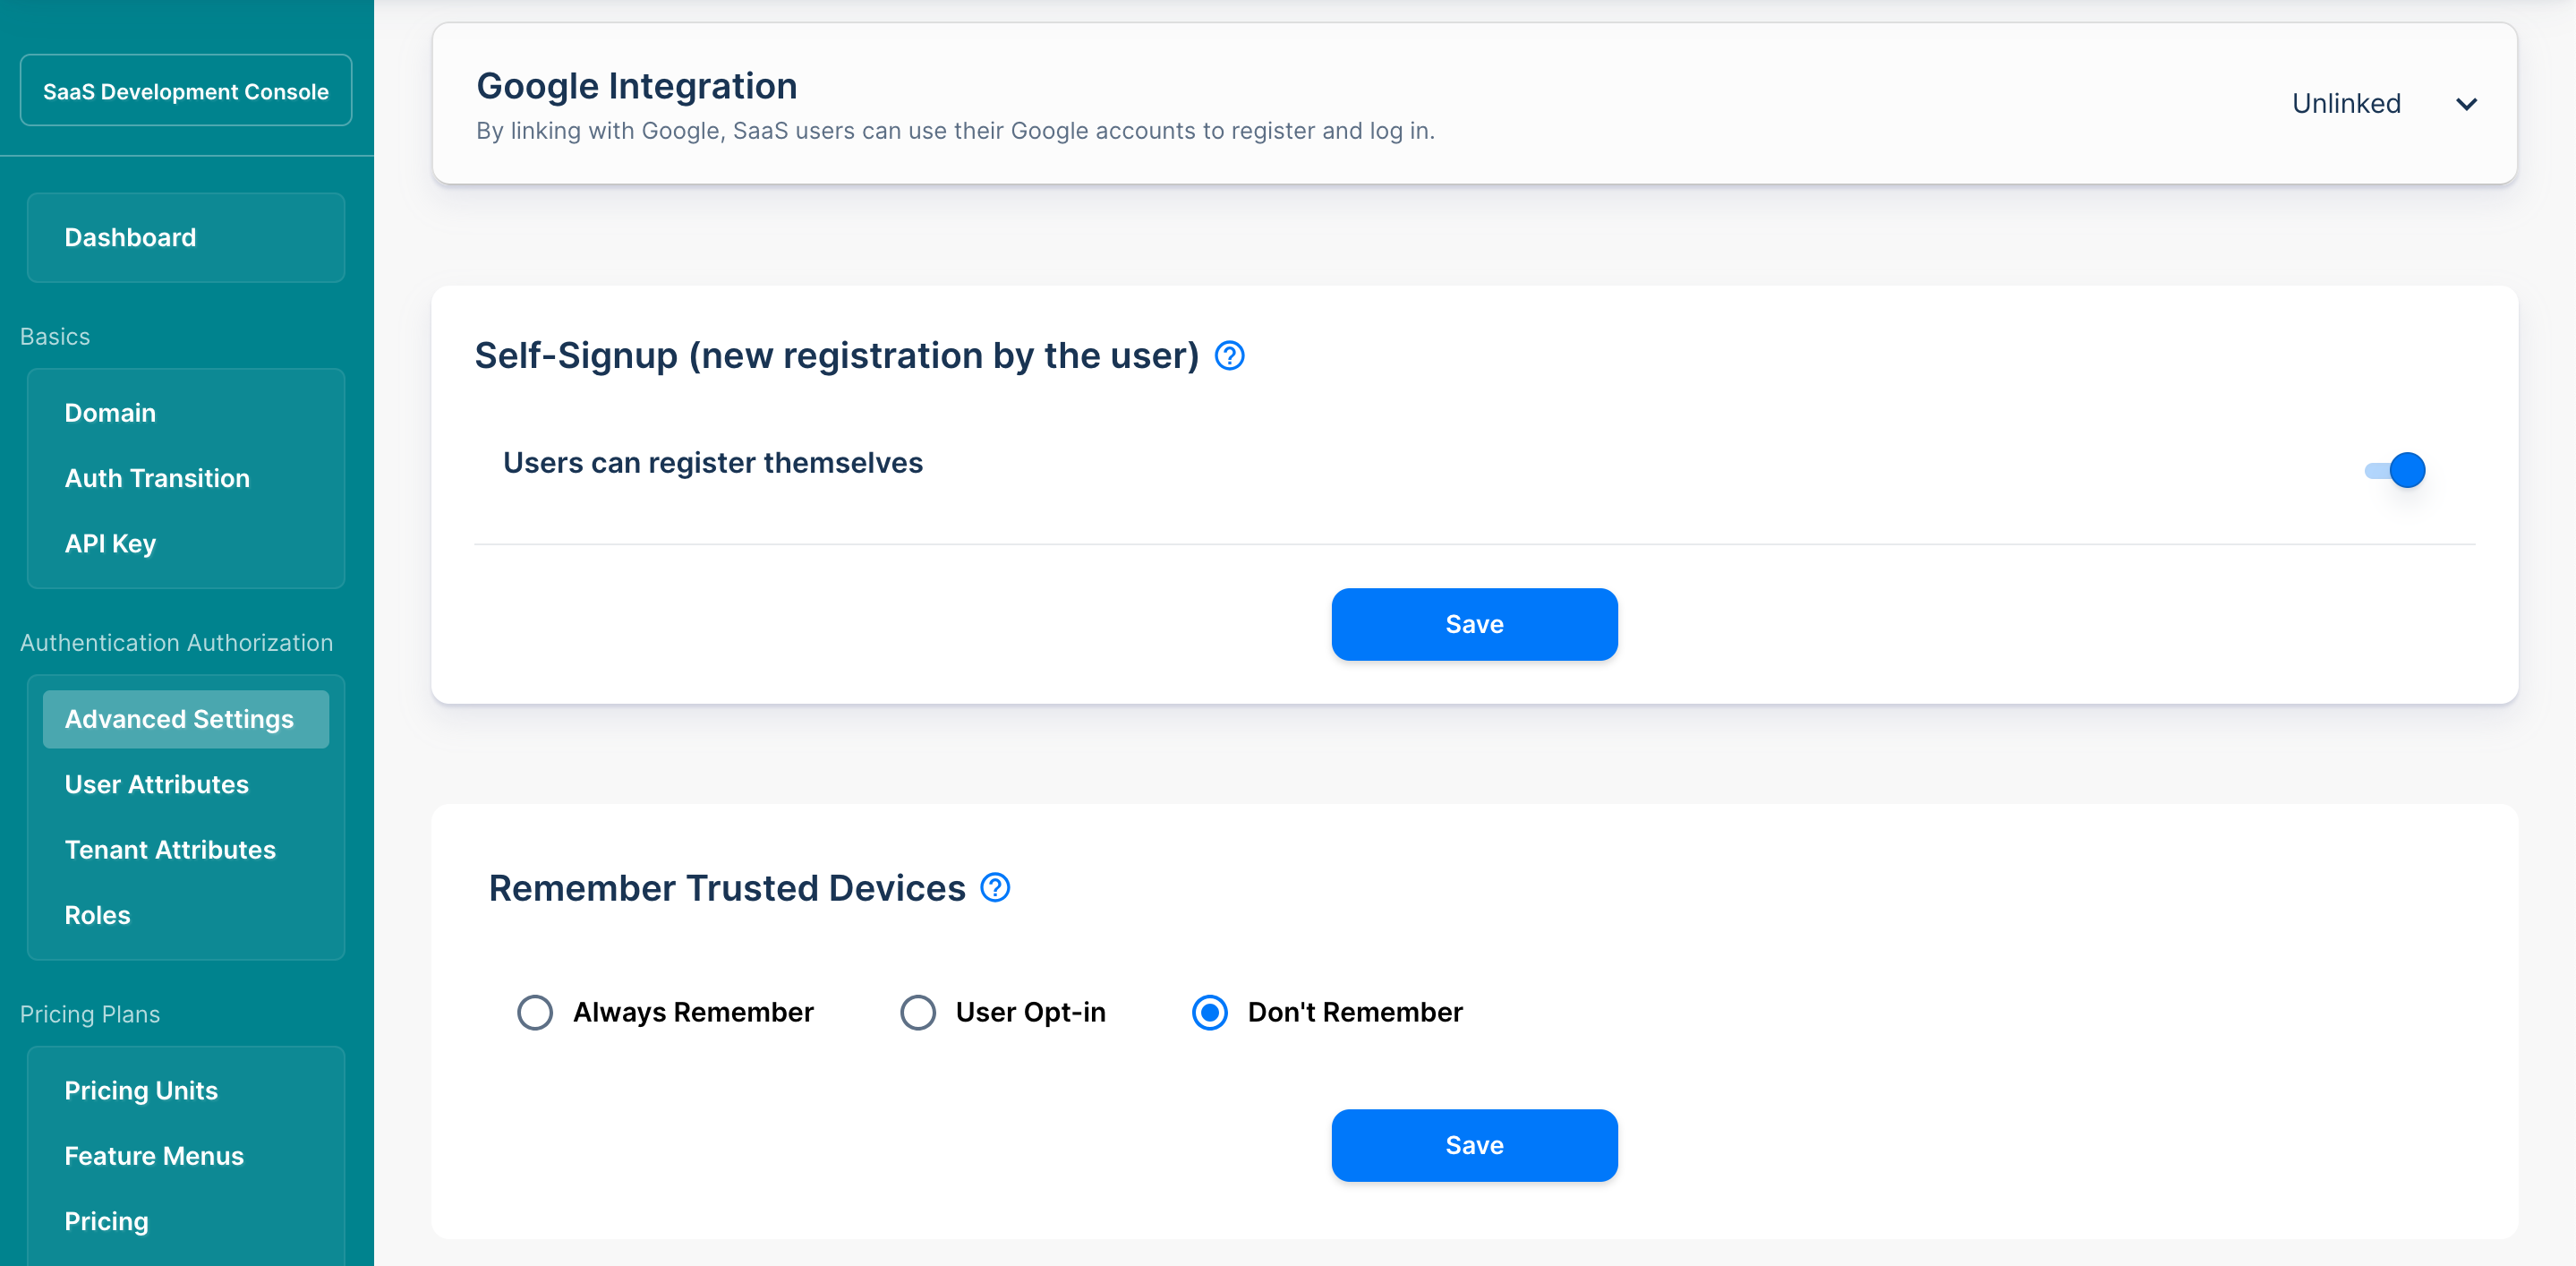 SaaS Development Console
Dashboard
Basics
Domain
Auth Transition
API Key
Authentication Authorization
Advanced Settings
User Attributes
Tenant Attributes
Roles
Pricing Plans
Pricing Units
Feature Menus
Pricing
Google Integration
By linking with Google, SaaS users can use their Google accounts to register and log in.
Unlinked
Self-Signup (new registration by the user) ?
Users can register themselves
Save
Remember Trusted Devices ?
Always Remember User Opt-in Don't Remember
Save